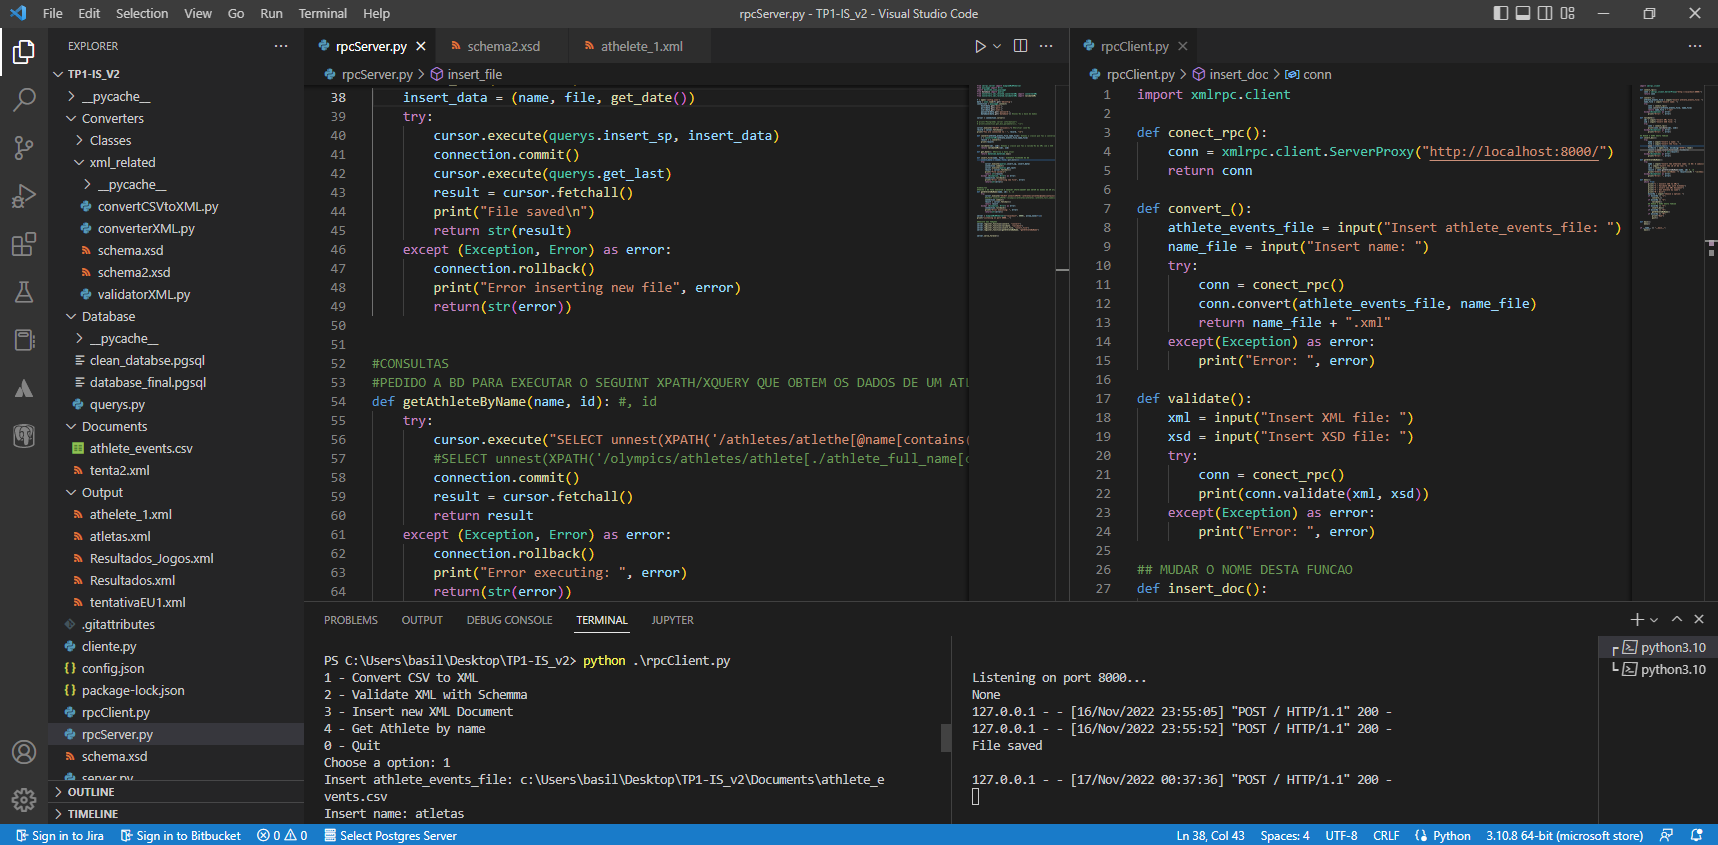 File Edit Selection View Go Run Terminal Help
rpcServer.py - TP1-IS_v2 - Visual Studio Code
EXPLORER
TP1-IS_V2
__pycache__
Converters
Classes
xml_related
__pycache__
convertCSVtoXML.py
converterXML.py
schema.xsd
schema2.xsd
validatorXML.py
Database
__pycache__
clean_databse.pgsql
database_final.pgsql
querys.py
Documents
athlete_events.csv
tenta2.xml
Output
athelete_1.xml
atletas.xml
Resultados_Jogos.xml
Resultados.xml
tentativaEU1.xml
.gitattributes
cliente.py
config.json
package-lock.json
rpcClient.py
rpcServer.py
schema.xsd
server.py
OUTLINE
TIMELINE
rpcServer.py schema2.xsd athelete_1.xml
rpcServer.py > insert_file
38 insert_data = (name, file, get_date())
39 try:
40 cursor.execute(querys.insert_sp, insert_data)
41 connection.commit()
42 cursor.execute(querys.get_last)
43 result = cursor.fetchall()
44 print("File saved\n")
45 return str(result)
46 except (Exception, Error) as error:
47 connection.rollback()
48 print("Error inserting new file", error)
49 return(str(error))
50
51
52 #CONSULTAS
53 #PEDIDO A BD PARA EXECUTAR O SEGUINT XPATH/XQUERY QUE OBTEM OS DADOS DE UM ATL
54 def getAthleteByName(name, id): #, id
55 try:
56 cursor.execute("SELECT unnest(XPATH('/athletes/atlethe[@name[contains(
57 #SELECT unnest(XPATH('/olympics/athletes/athlete[./athlete_full_name[c
58 connection.commit()
59 result = cursor.fetchall()
60 return result
61 except (Exception, Error) as error:
62 connection.rollback()
63 print("Error executing: ", error)
64 return(str(error))
rpcClient.py
rpcClient.py > insert_doc > conn
1 import xmlrpc.client
2
3 def conect_rpc():
4 conn = xmlrpc.client.ServerProxy("http://localhost:8000/")
5 return conn
6
7 def convert_():
8 athlete_events_file = input("Insert athlete_events_file: ")
9 name_file = input("Insert name: ")
10 try:
11 conn = conect_rpc()
12 conn.convert(athlete_events_file, name_file)
13 return name_file + ".xml"
14 except(Exception) as error:
15 print("Error: ", error)
16
17 def validate():
18 xml = input("Insert XML file: ")
19 xsd = input("Insert XSD file: ")
20 try:
21 conn = conect_rpc()
22 print(conn.validate(xml, xsd))
23 except(Exception) as error:
24 print("Error: ", error)
25
26 ## MUDAR O NOME DESTA FUNCAO
27 def insert_doc():
PROBLEMS OUTPUT DEBUG CONSOLE TERMINAL JUPYTER
PS C:\Users\basil\Desktop\TP1-IS_v2> python .\rpcClient.py
1 - Convert CSV to XML
2 - Validate XML with Schemma
3 - Insert new XML Document
4 - Get Athlete by name
0 - Quit
Choose a option: 1
Insert athlete_events_file: c:\Users\basil\Desktop\TP1-IS_v2\Documents\athlete_e
vents.csv
Insert name: atletas
Listening on port 8000...
None
127.0.0.1 - - [16/Nov/2022 23:55:05] "POST / HTTP/1.1" 200 -
127.0.0.1 - - [16/Nov/2022 23:55:52] "POST / HTTP/1.1" 200 -
File saved
127.0.0.1 - - [17/Nov/2022 00:37:36] "POST / HTTP/1.1" 200 -
python3.10
python3.10
Sign in to Jira Sign in to Bitbucket 0 0 Select Postgres Server
Ln 38, Col 43 Spaces: 4 UTF-8 CRLF Python 3.10.8 64-bit (microsoft store)